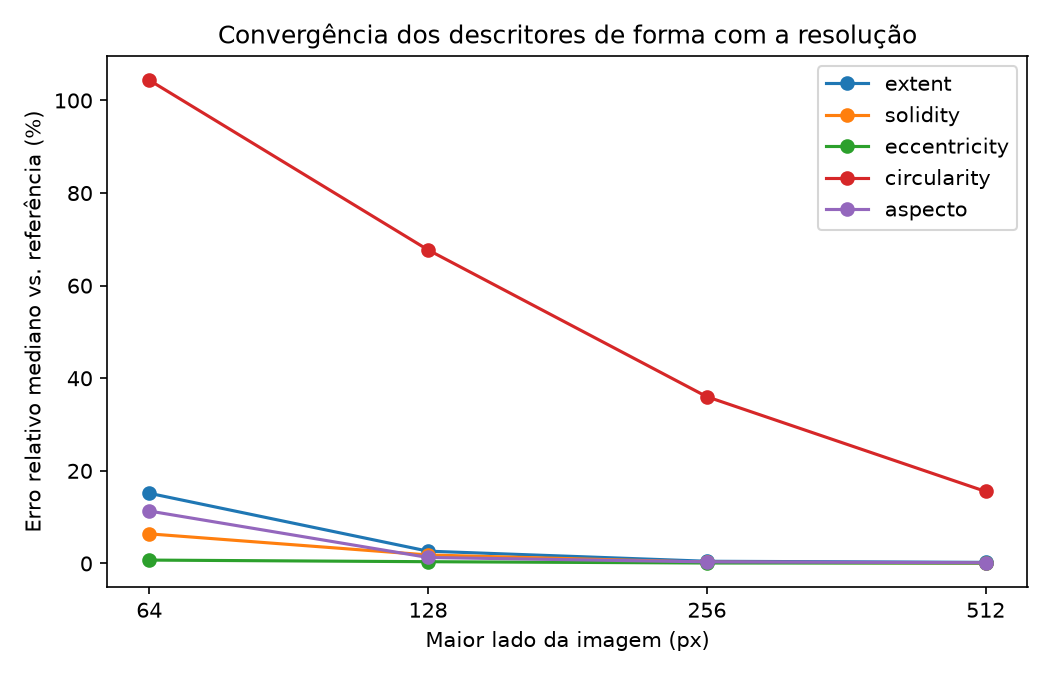 Convergência dos descritores de forma com a resolução
Erro relativo mediano vs. referência (%)
100
80
60
40
20
0
extent
solidity
eccentricity
circularity
aspecto
64 128 256 512
Maior lado da imagem (px)